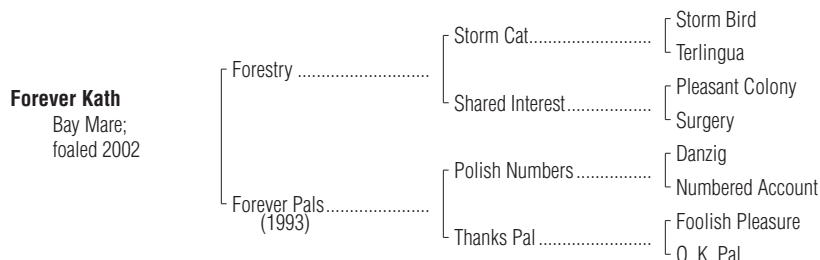 Storm Bird
Storm Cat..............................
Forestry ................................
Terlingua
Forever Kath
Bay Mare;
foaled 2002
Shared Interest.....................
Pleasant Colony
Surgery
Polish Numbers...................
Danzig
Numbered Account
Forever Pals.........................
(1993)
Thanks Pal ............................
Foolish Pleasure
O. K. Pal